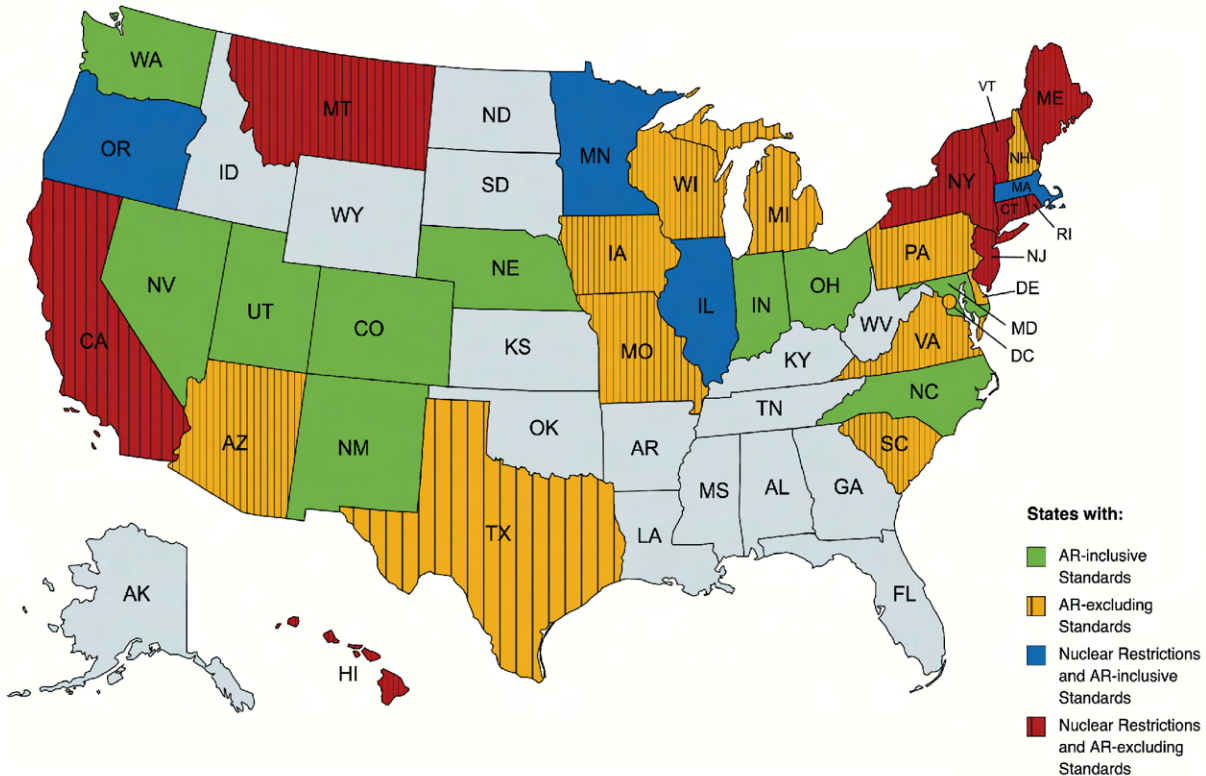 WA
MT
ND
MN
VT
ME
OR
ID
SD
WI
NH
NY
MA
WY
MI
CT
RI
IA
PA
NJ
NE
NV
OH
DE
UT
IN
IL
CO
WV
MD
CA
KS
MO
VA
DC
KY
NC
TN
OK
AZ
NM
AR
SC
MS
AL
GA
TX
LA
AK
FL
HI
States with:
AR-inclusive
Standards
AR-excluding
Standards
Nuclear Restrictions
and AR-inclusive
Standards
Nuclear Restrictions
and AR-excluding
Standards